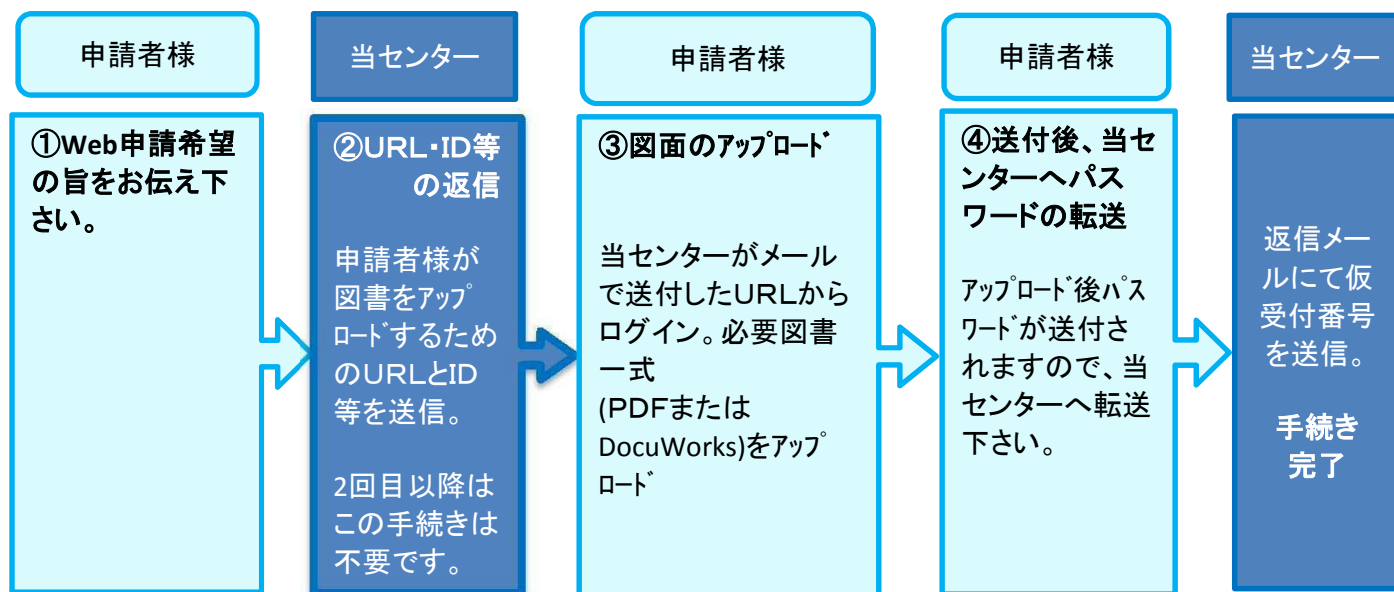 申請者様
当センター
申請者様
申請者様
当センター
①Web申請希望
の旨をお伝え下
さい。
②URL・ID等
の返信
申請者様が
図書をアップ
ロードするため
のURLとID
等を送信。
2回目以降は
この手続きは
不要です。
③図面のアップロード
当センターがメール
で送付したURLから
ログイン。必要図書
一式
(PDFまたは
DocuWorks)をアップ
ロード
④送付後、当セ
ンターへパス
ワードの転送
アップロード後パス
ワードが送付さ
れますので、当
センターへ転送
下さい。
返信メー
ルにて仮
受付番号
を送信。
手続き
完了